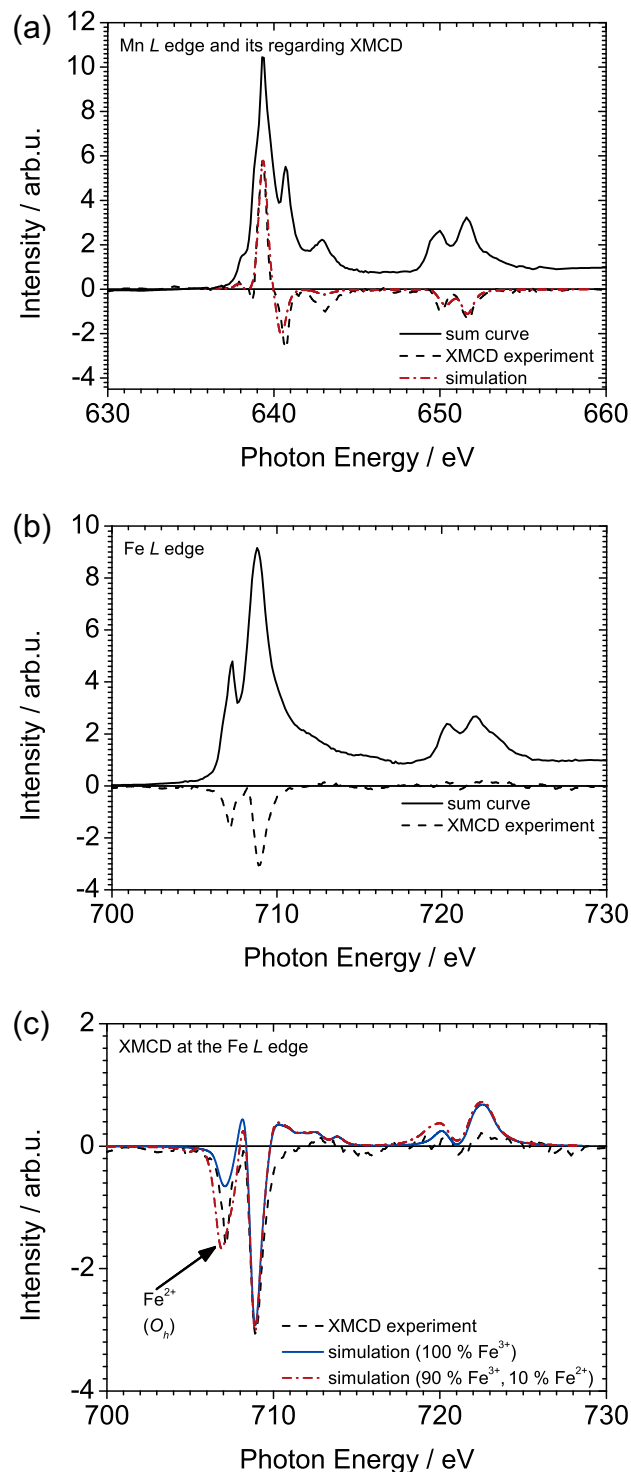 (a)
12
Mn L edge and its regarding XMCD
10
8
6
4
2
0
-2
-4
Intensity / arb.u.
sum curve
XMCD experiment
simulation
630 640 650 660
Photon Energy / eV
(b)
10
Fe L edge
8
6
4
2
0
-2
-4
Intensity / arb.u.
sum curve
XMCD experiment
700 710 720 730
Photon Energy / eV
(c)
2
XMCD at the Fe L edge
0
-2
-4
Intensity / arb.u.
Fe²⁺
(Oₕ)
XMCD experiment
simulation (100 % Fe³⁺)
simulation (90 % Fe³⁺, 10 % Fe²⁺)
700 710 720 730
Photon Energy / eV